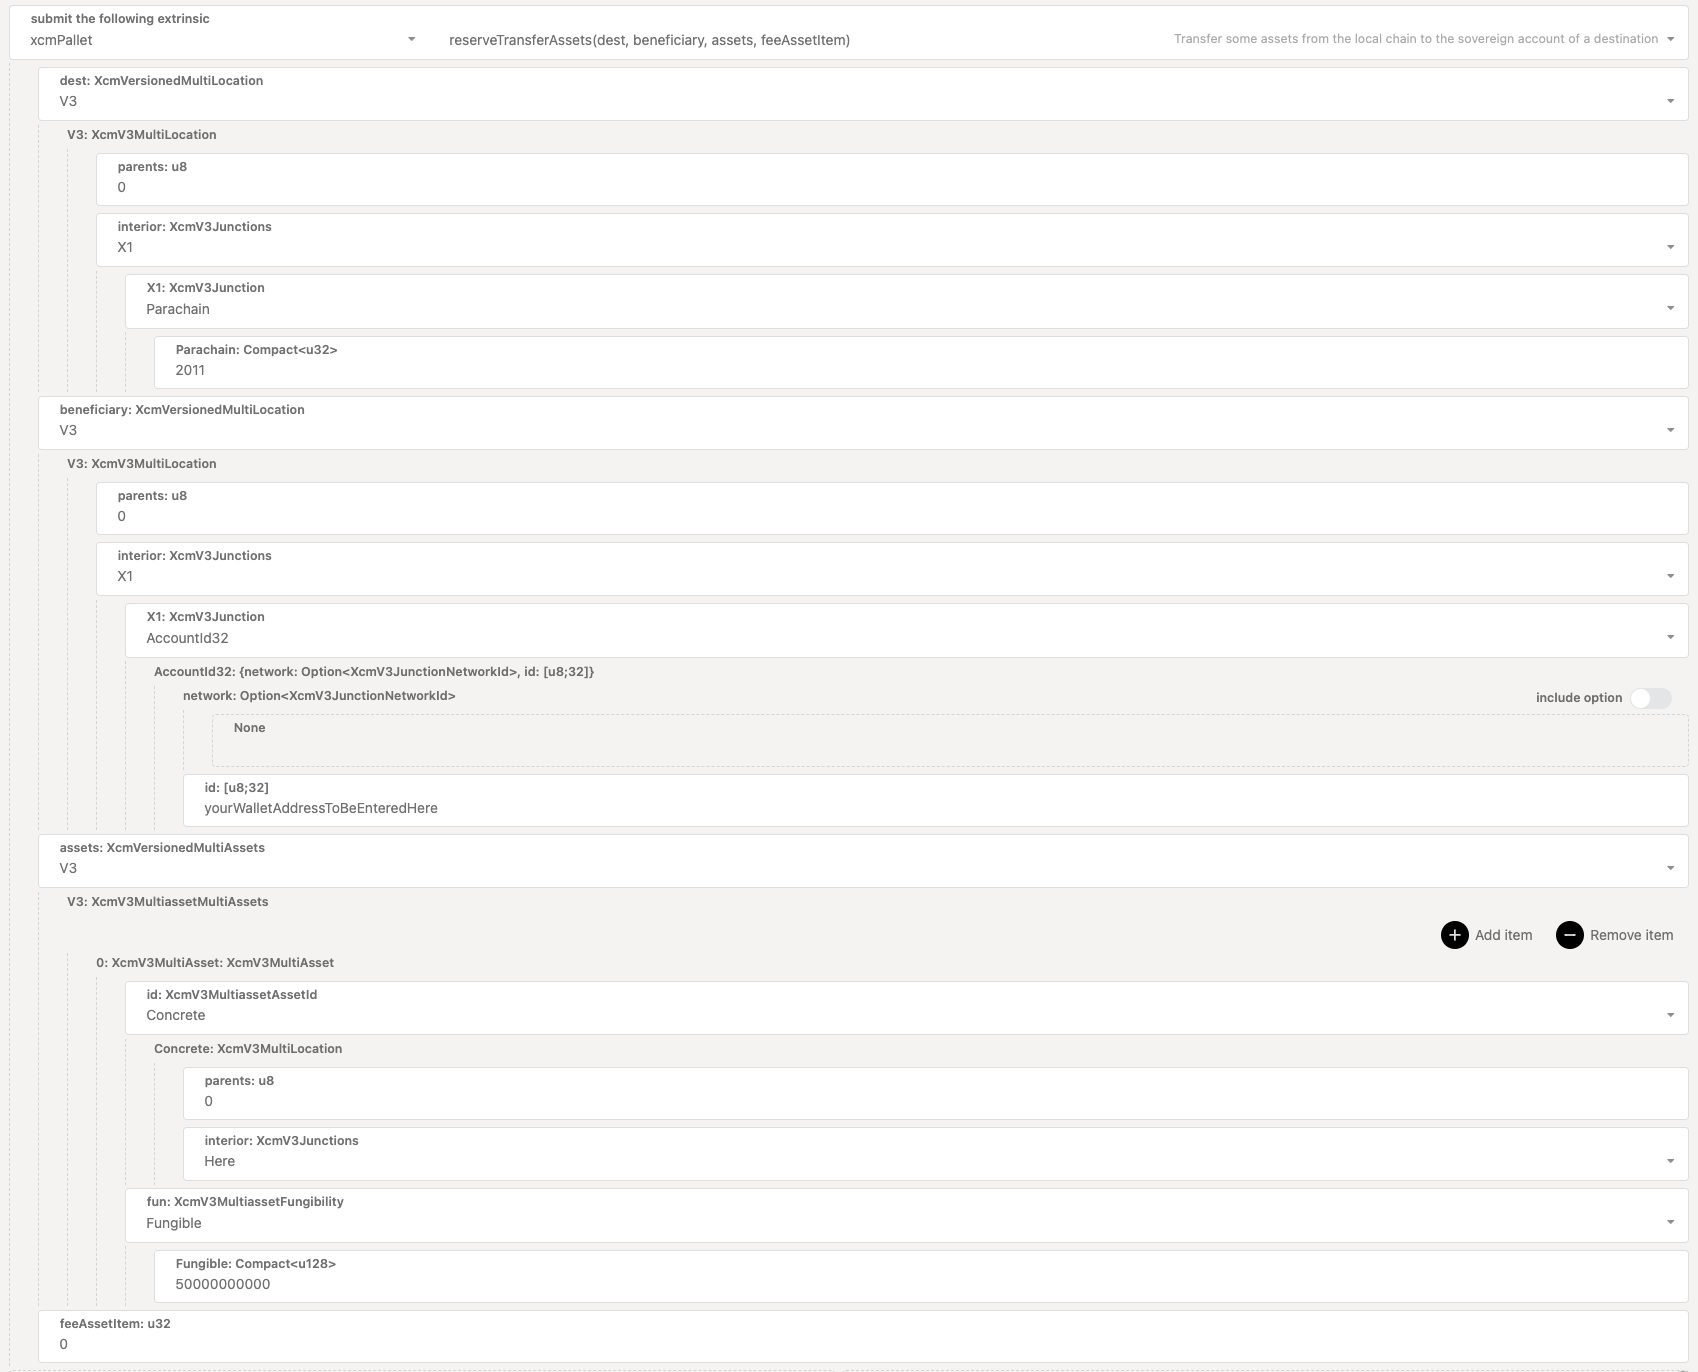 submit the following extrinsic
xcmPallet
reserveTransferAssets(dest, beneficiary, assets, feeAssetItem)
Transfer some assets from the local chain to the sovereign account of a destination
dest: XcmVersionedMultiLocation
V3
V3: XcmV3MultiLocation
parents: u8
0
interior: XcmV3Junctions
X1
X1: XcmV3Junction
Parachain
Parachain: Compact<u32>
2011
beneficiary: XcmVersionedMultiLocation
V3
V3: XcmV3MultiLocation
parents: u8
0
interior: XcmV3Junctions
X1
X1: XcmV3Junction
AccountId32
AccountId32: {network: Option<XcmV3JunctionNetworkId>, id: [u8;32]}
network: Option<XcmV3JunctionNetworkId>
include option
None
id: [u8;32]
yourWalletAddressToBeEnteredHere
assets: XcmVersionedMultiAssets
V3
V3: XcmV3MultiassetMultiAssets
Add item
Remove item
0: XcmV3MultiAsset: XcmV3MultiAsset
id: XcmV3MultiassetAssetId
Concrete
Concrete: XcmV3MultiLocation
parents: u8
0
interior: XcmV3Junctions
Here
fun: XcmV3MultiassetFungibility
Fungible
Fungible: Compact<u128>
50000000000
feeAssetItem: u32
0